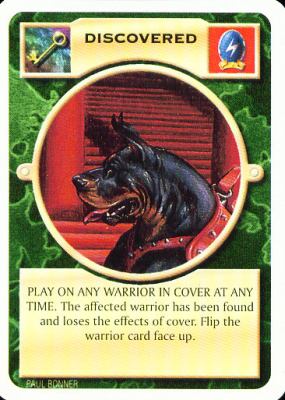 DISCOVERED
PLAY ON ANY WARRIOR IN COVER AT ANY
TIME. The affected warrior has been found
and loses the effects of cover. Flip the
warrior card face up.
PAUL BONNER